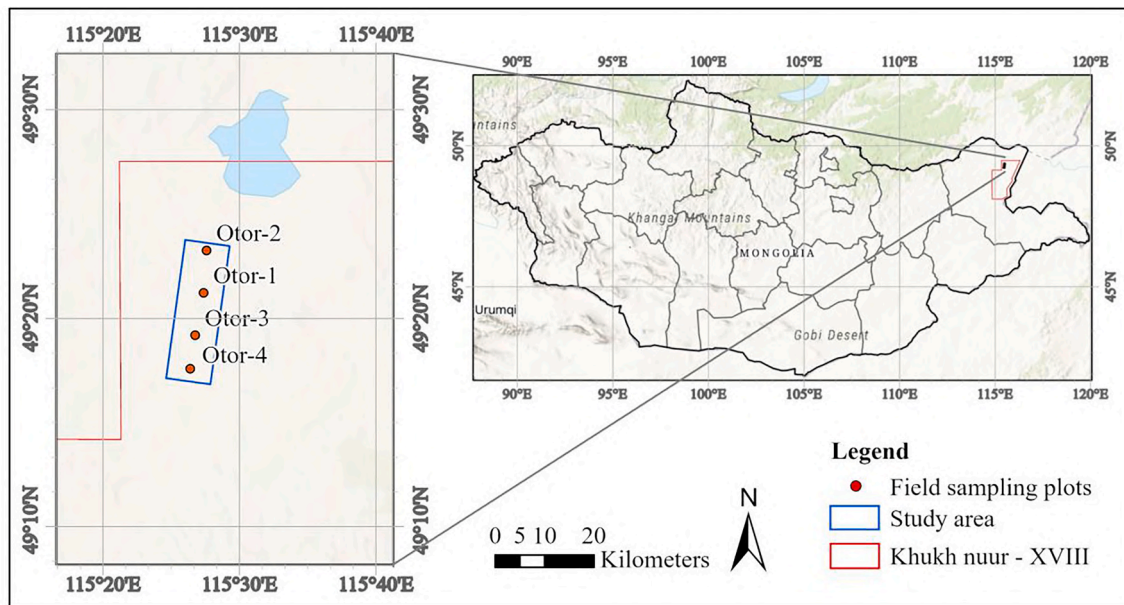 115°20'E 115°30'E 115°40'E
49°30'N 49°30'N
Otor-2
Otor-1
Otor-3
49°20'N 49°20'N
Otor-4
49°10'N 49°10'N
115°20'E 115°30'E 115°40'E
90°E 95°E 100°E 105°E 110°E 115°E 120°E
ntains
50°N 50°N
Khangai Mountains
MONGOLIA
45°N 45°N
Urumqi
Gobi Desert
90°E 95°E 100°E 105°E 110°E 115°E 120°E
Legend
Field sampling plots
Study area
Khukh nuur - XVIII
N
0 5 10 20
Kilometers